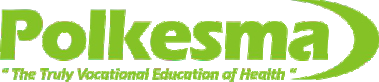 Polkesma
" The Truly Vocational Education of Health "